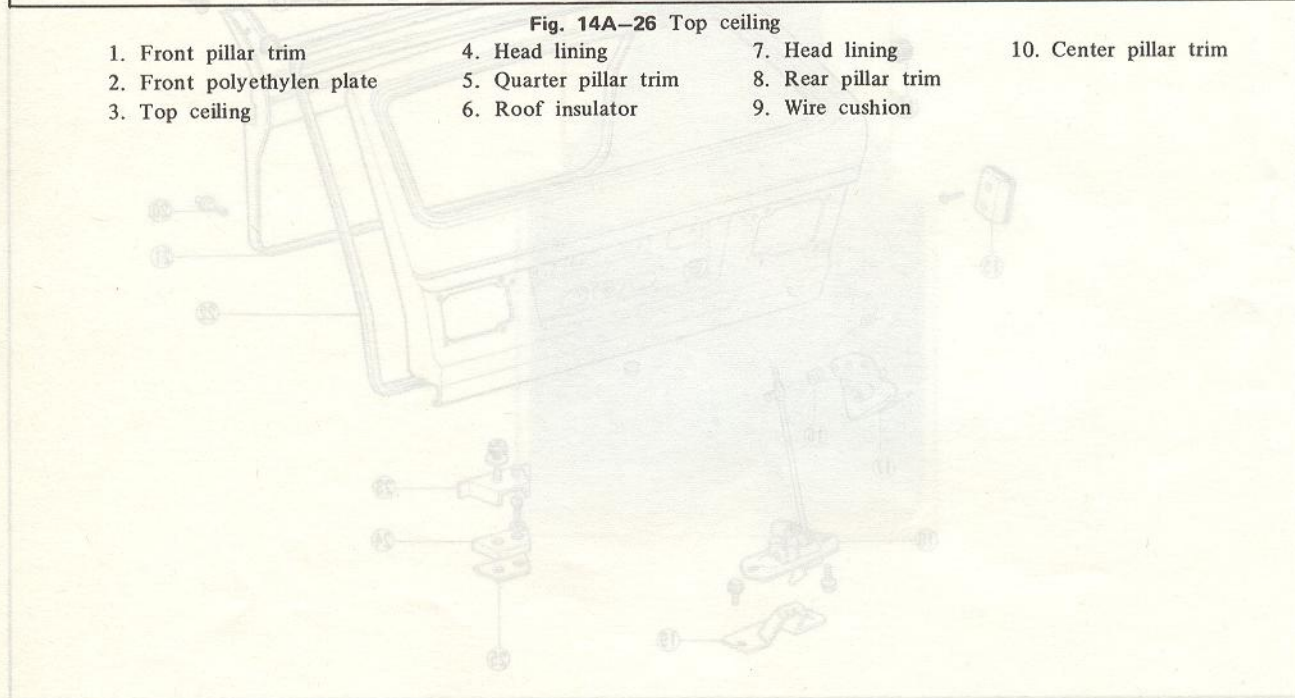 Fig. 14A—26 Top ceiling
1. Front pillar trim
2. Front polyethylen plate
3. Top ceiling
4. Head lining
5. Quarter pillar trim
6. Roof insulator
7. Head lining
8. Rear pillar trim
9. Wire cushion
10. Center pillar trim